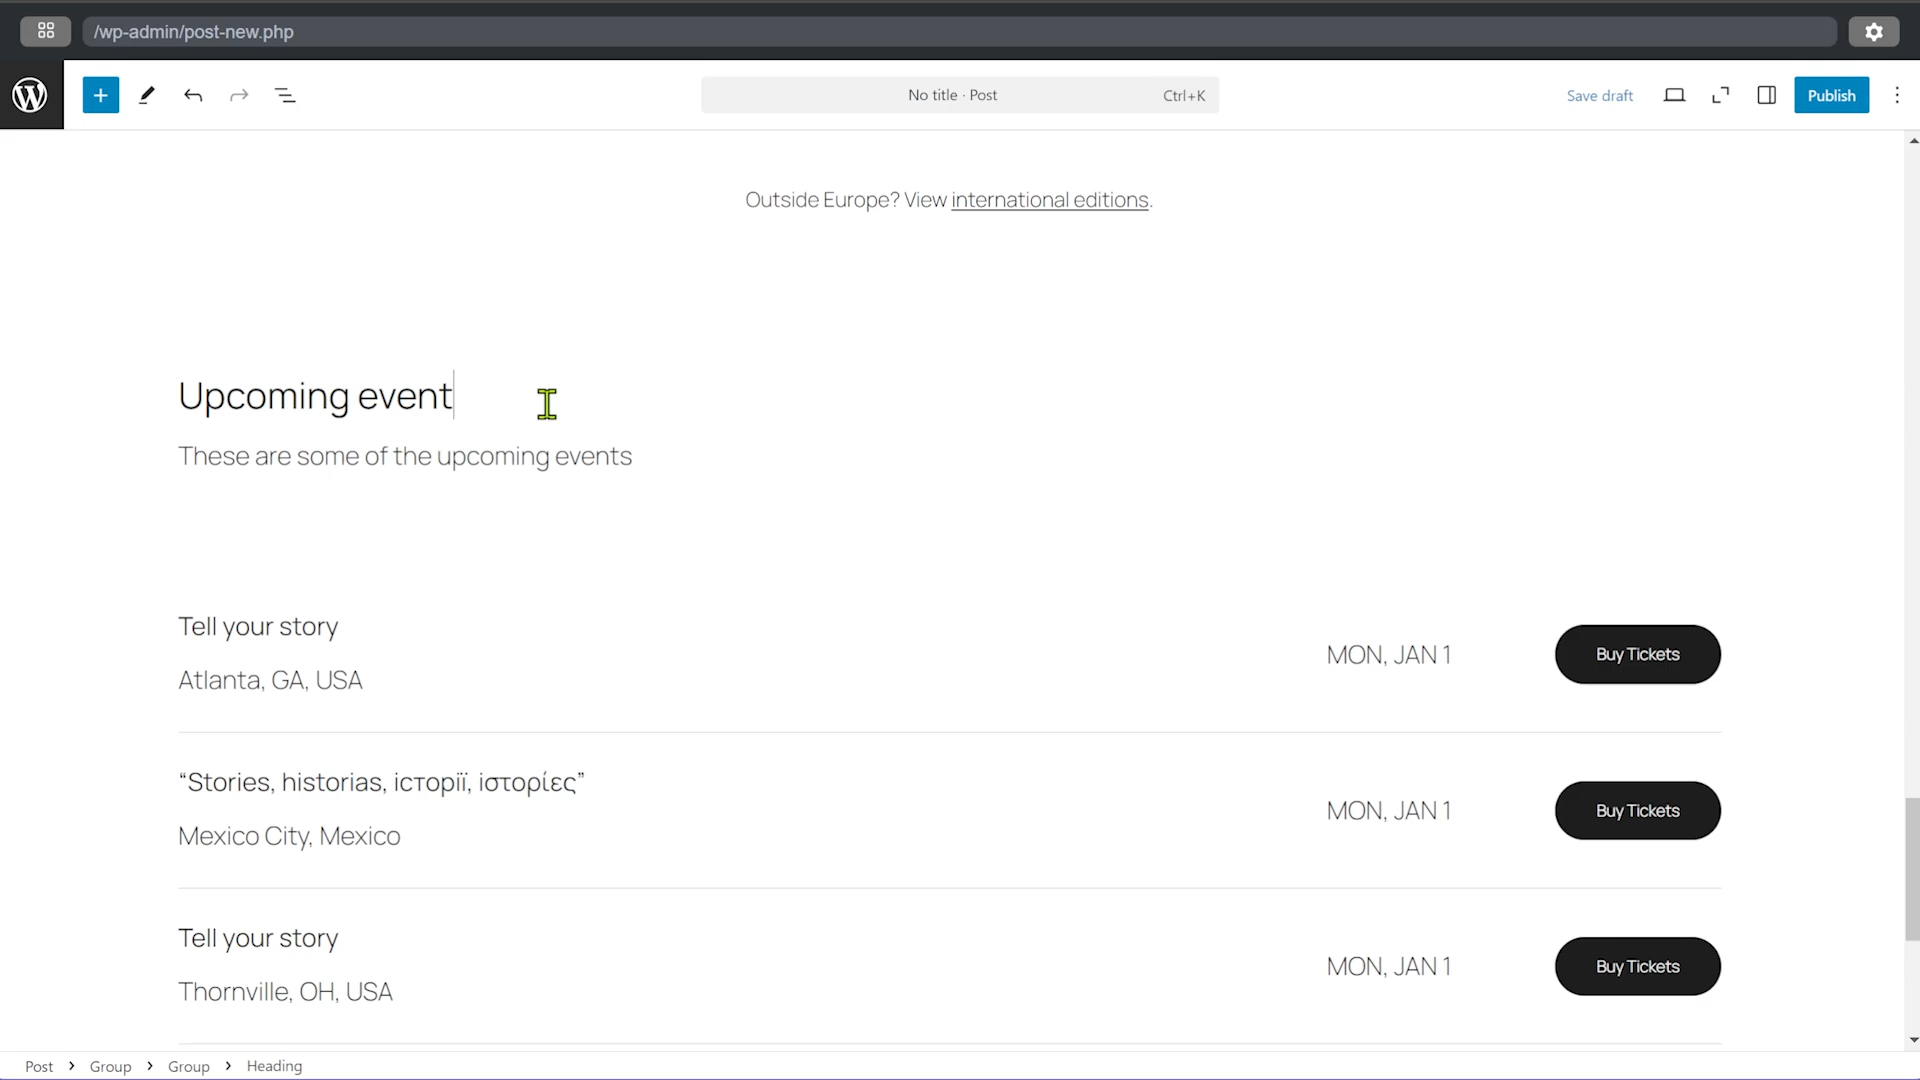 /wp-admin/post-new.php
No title · Post Ctrl+K
Save draft
Publish
Outside Europe? View international editions.
Upcoming event
These are some of the upcoming events
Tell your story
Atlanta, GA, USA
MON, JAN 1
Buy Tickets
“Stories, historias, історії, ιστορίες”
Mexico City, Mexico
MON, JAN 1
Buy Tickets
Tell your story
Thornville, OH, USA
MON, JAN 1
Buy Tickets
Post > Group > Group > Heading